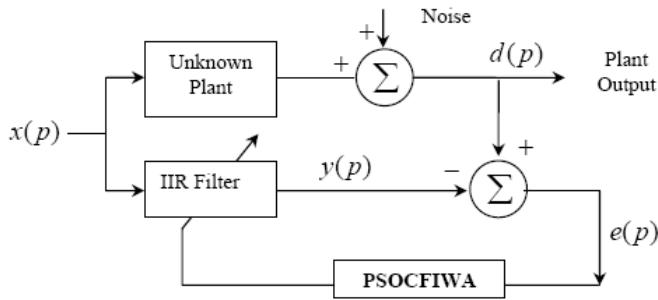 Noise
+
Unknown
Plant
+
Σ
d(p)
Plant
Output
x(p)
+
IIR Filter
y(p)
−
Σ
e(p)
PSOCFIWA